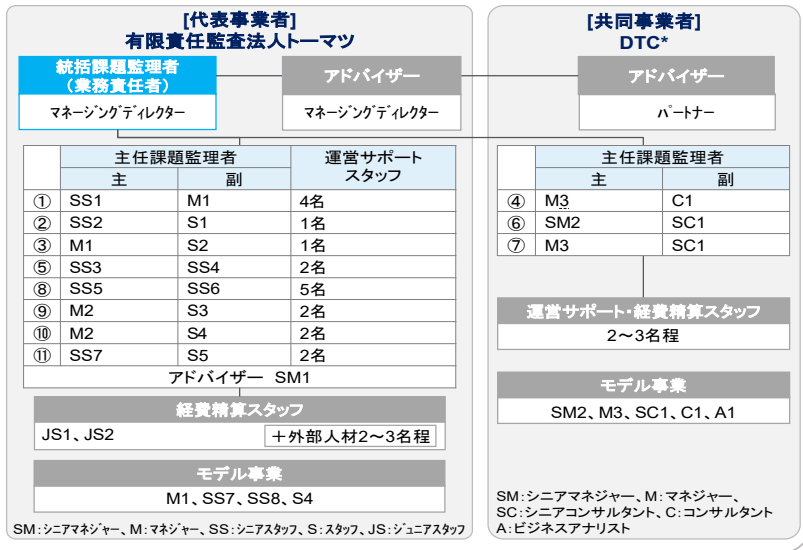 [代表事業者]
有限責任監査法人トーマツ
統括課題監理者
（業務責任者）
マネージングディレクター
アドバイザー
マネージングディレクター
主任課題監理者 運営サポート
スタッフ
主 副
① SS1 M1 4名
② SS2 S1 1名
③ M1 S2 1名
⑤ SS3 SS4 2名
⑧ SS5 SS6 5名
⑨ M2 S3 2名
⑩ M2 S4 2名
⑪ SS7 S5 2名
アドバイザー SM1
経費精算スタッフ
JS1、JS2 ＋外部人材2～3名程
モデル事業
M1、SS7、SS8、S4
SM:シニアマネジャー、M:マネジャー、SS:シニアスタッフ、S:スタッフ、JS:ジュニアスタッフ
[共同事業者]
DTC*
アドバイザー
パートナー
主任課題監理者
主 副
④ M3 C1
⑥ SM2 SC1
⑦ M3 SC1
運営サポート・経費精算スタッフ
2～3名程
モデル事業
SM2、M3、SC1、C1、A1
SM:シニアマネジャー、M:マネジャー、
SC:シニアコンサルタント、C:コンサルタント
A:ビジネスアナリスト